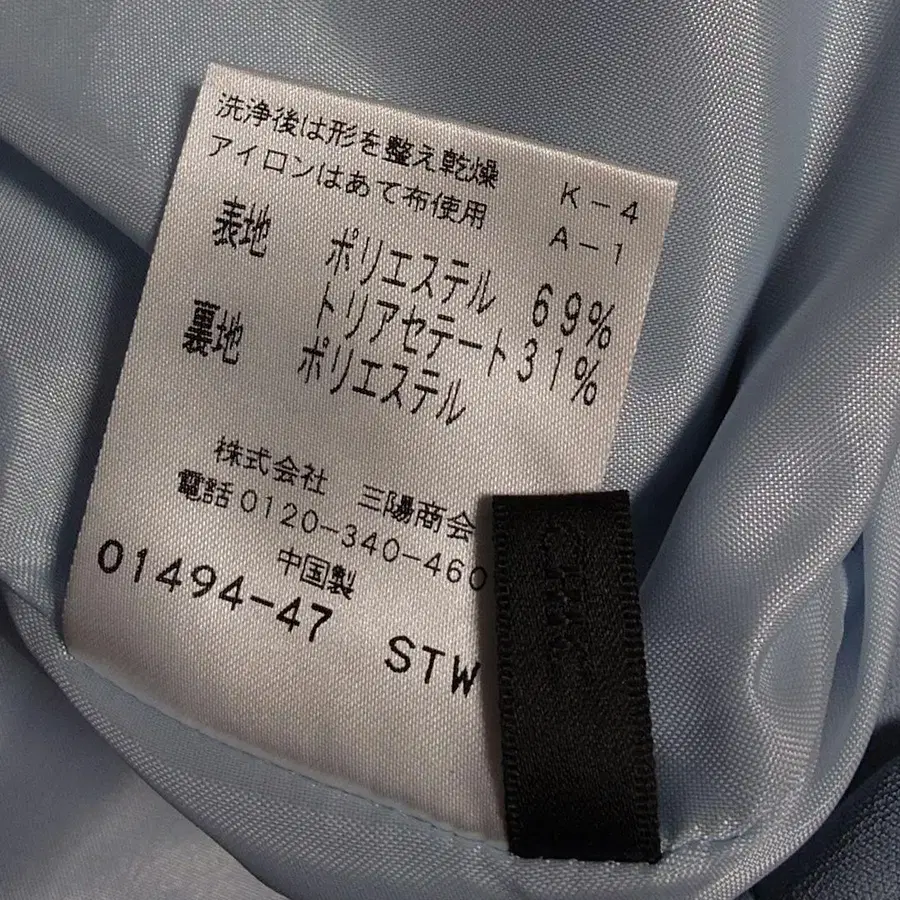 洗浄後は形を整え乾燥 K-4
アイロンはあて布使用 A-1
表地 ポリエステル 69%
トリアセテート 31%
裏地 ポリエステル
株式会社 三陽商会
電話 0120-340-460
中国製
01494-47 STW